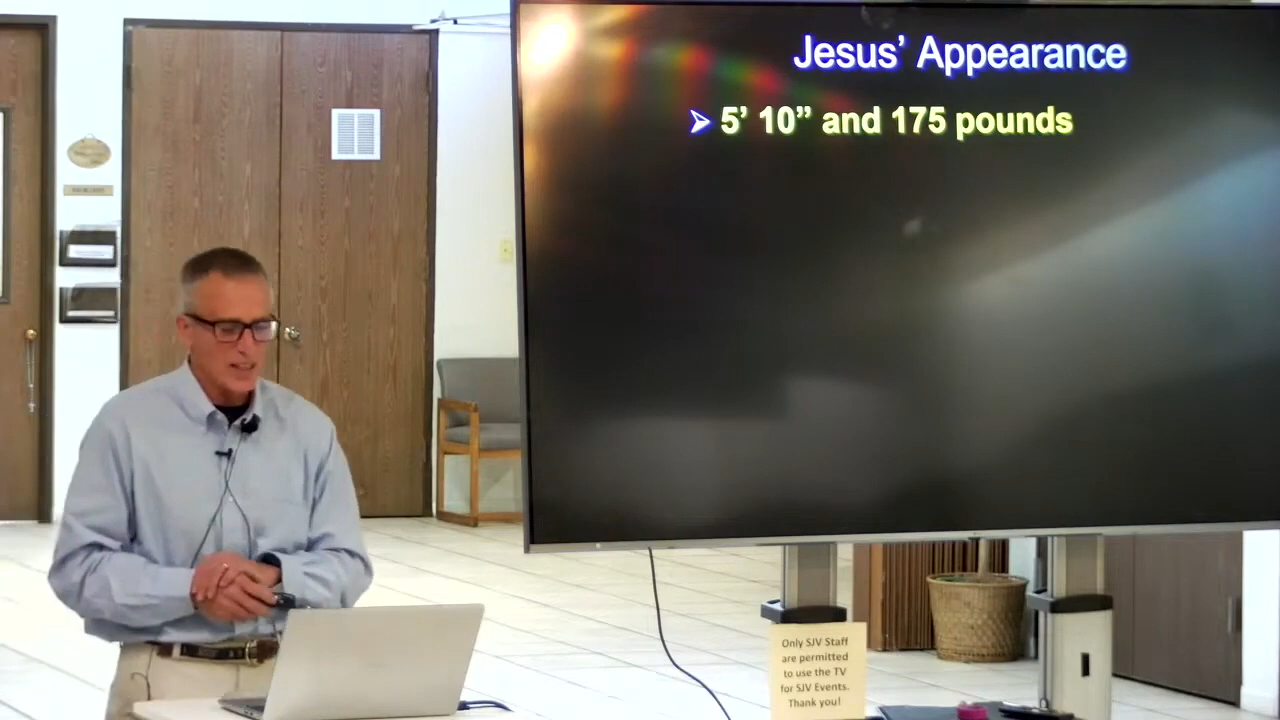 Jesus’ Appearance
➢ 5’ 10” and 175 pounds
Only SJV Staff
are permitted
to use the TV
for SJV Events.
Thank you!